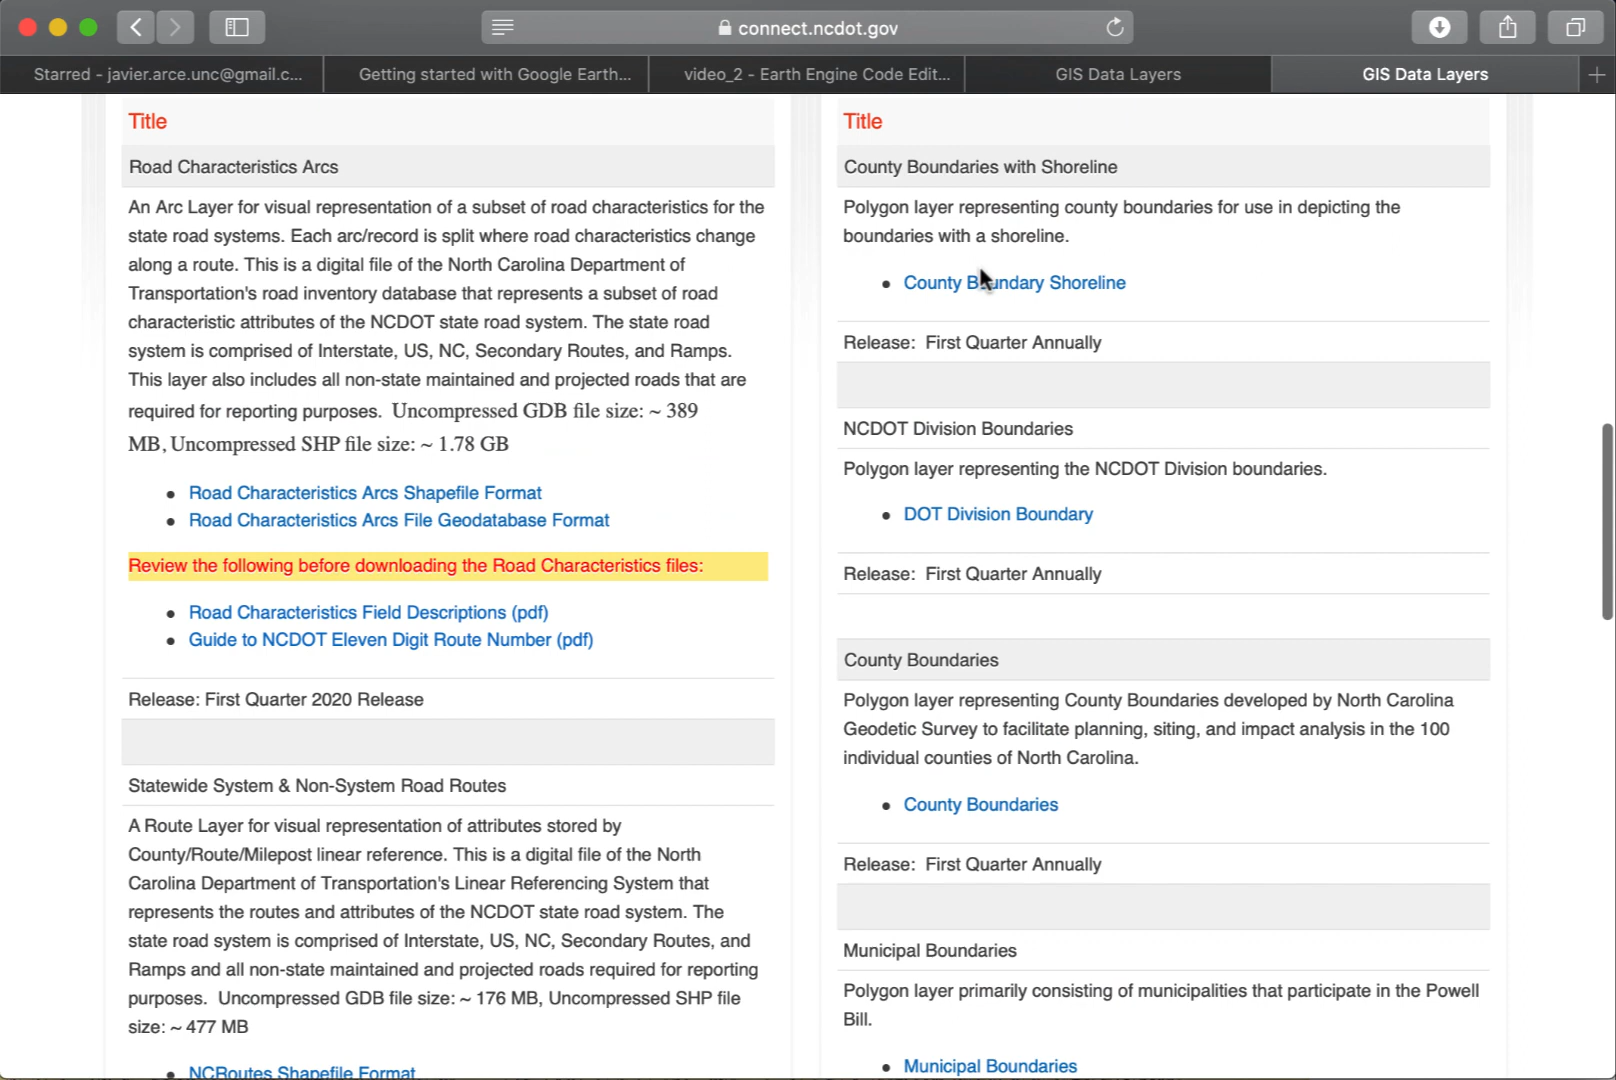 connect.ncdot.gov
Starred - javier.arce.unc@gmail.c...
Getting started with Google Earth...
video_2 - Earth Engine Code Edit...
GIS Data Layers
GIS Data Layers
Title
Road Characteristics Arcs
An Arc Layer for visual representation of a subset of road characteristics for the
state road systems. Each arc/record is split where road characteristics change
along a route. This is a digital file of the North Carolina Department of
Transportation's road inventory database that represents a subset of road
characteristic attributes of the NCDOT state road system. The state road
system is comprised of Interstate, US, NC, Secondary Routes, and Ramps.
This layer also includes all non-state maintained and projected roads that are
required for reporting purposes. Uncompressed GDB file size: ~ 389
MB, Uncompressed SHP file size: ~ 1.78 GB
Road Characteristics Arcs Shapefile Format
Road Characteristics Arcs File Geodatabase Format
Review the following before downloading the Road Characteristics files:
Road Characteristics Field Descriptions (pdf)
Guide to NCDOT Eleven Digit Route Number (pdf)
Release: First Quarter 2020 Release
Statewide System & Non-System Road Routes
A Route Layer for visual representation of attributes stored by
County/Route/Milepost linear reference. This is a digital file of the North
Carolina Department of Transportation's Linear Referencing System that
represents the routes and attributes of the NCDOT state road system. The
state road system is comprised of Interstate, US, NC, Secondary Routes, and
Ramps and all non-state maintained and projected roads required for reporting
purposes. Uncompressed GDB file size: ~ 176 MB, Uncompressed SHP file
size: ~ 477 MB
NCRoutes Shapefile Format
Title
County Boundaries with Shoreline
Polygon layer representing county boundaries for use in depicting the
boundaries with a shoreline.
County Boundary Shoreline
Release: First Quarter Annually
NCDOT Division Boundaries
Polygon layer representing the NCDOT Division boundaries.
DOT Division Boundary
Release: First Quarter Annually
County Boundaries
Polygon layer representing County Boundaries developed by North Carolina
Geodetic Survey to facilitate planning, siting, and impact analysis in the 100
individual counties of North Carolina.
County Boundaries
Release: First Quarter Annually
Municipal Boundaries
Polygon layer primarily consisting of municipalities that participate in the Powell
Bill.
Municipal Boundaries